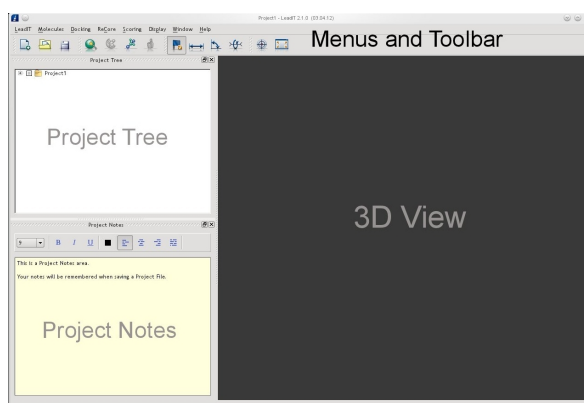 Project1 - LeadIT 2.1.0 (03.04.12)
LeadIT Molecules Docking ReCore Scoring Display Window Help
Menus and Toolbar
Project Tree
Project1
Project Tree
3D View
Project Notes
9 B I U
This is a Project Notes area.
Your notes will be remembered when saving a Project File.
Project Notes